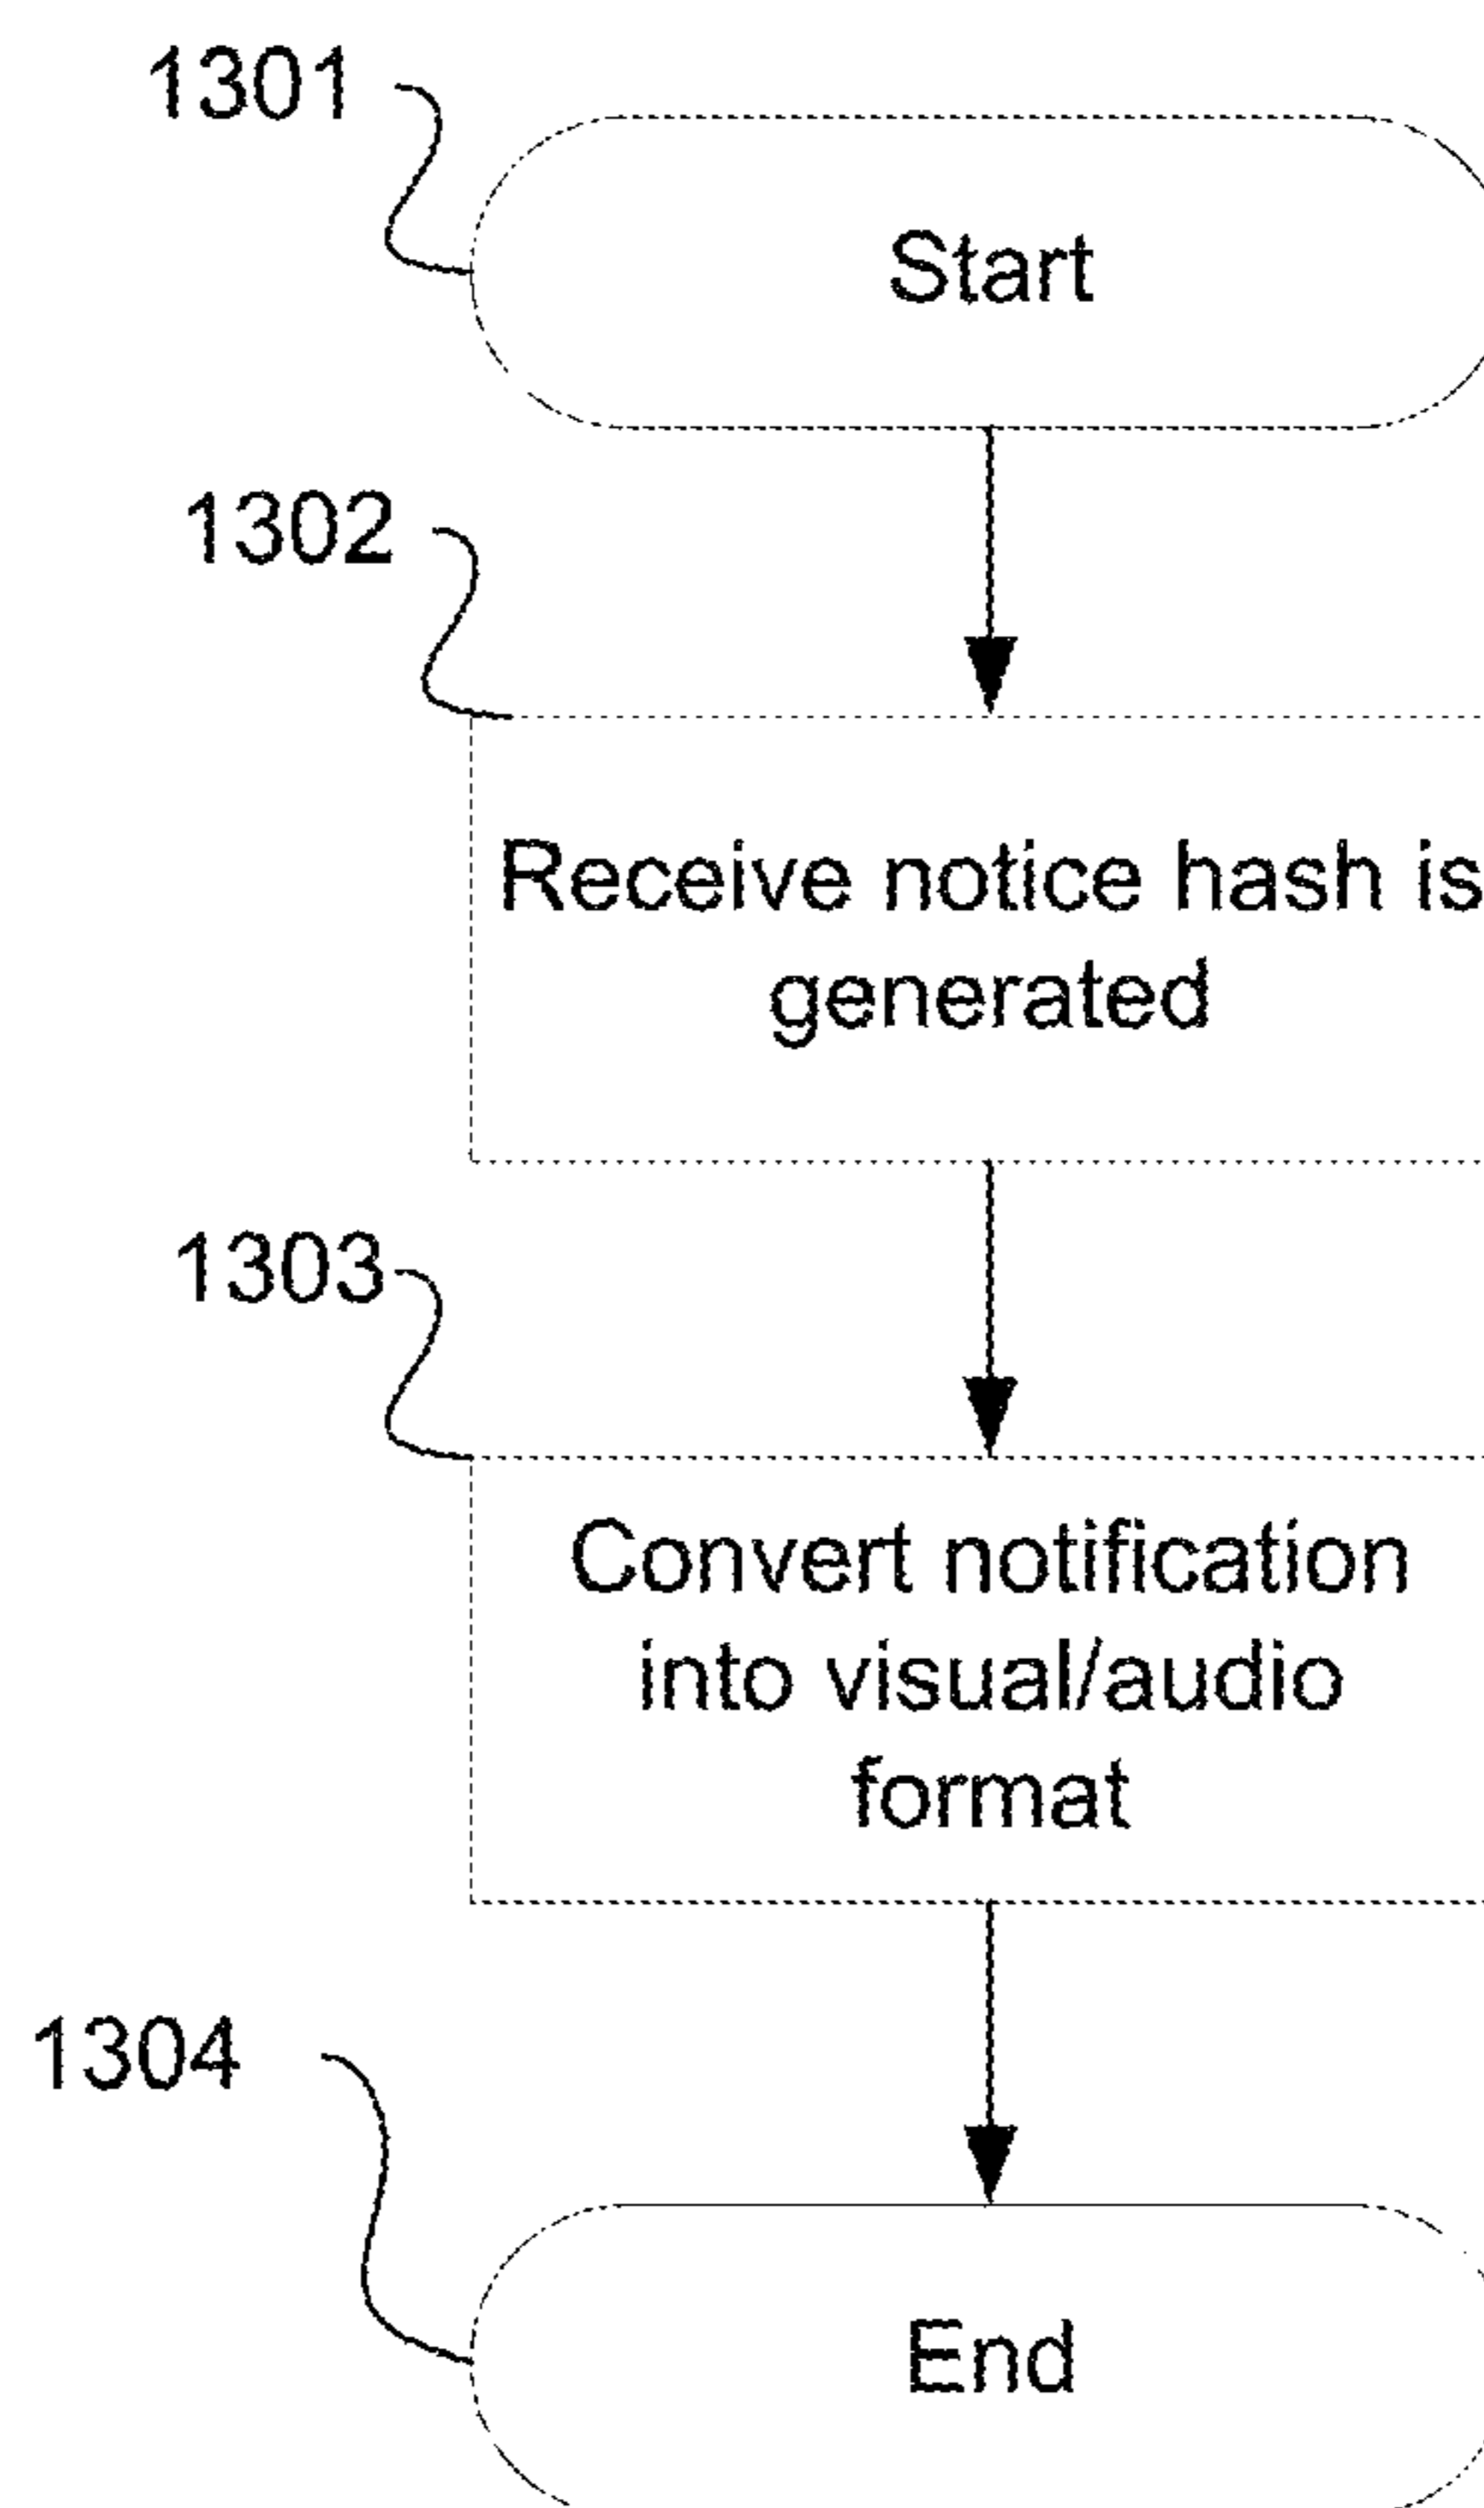 1301
Start
1302
Receive notice hash is
generated
1303
Convert notification
into visual/audio
format
1304
End